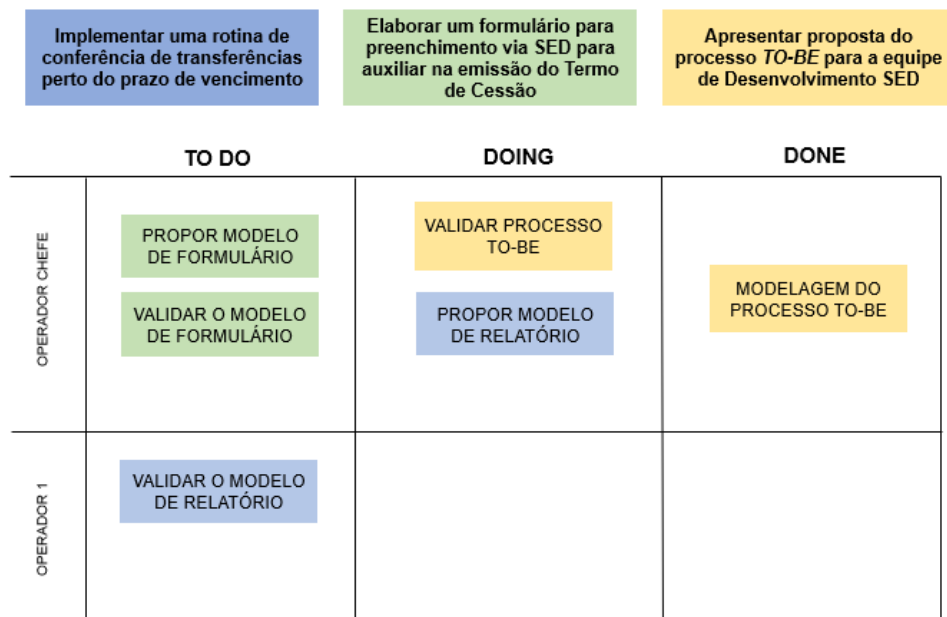 Implementar uma rotina de
conferência de transferências
perto do prazo de vencimento
Elaborar um formulário para
preenchimento via SED para
auxiliar na emissão do Termo
de Cessão
Apresentar proposta do
processo TO-BE para a equipe
de Desenvolvimento SED
TO DO
DOING
DONE
OPERADOR CHEFE
PROPOR MODELO
DE FORMULÁRIO
VALIDAR O MODELO
DE FORMULÁRIO
VALIDAR PROCESSO
TO-BE
PROPOR MODELO
DE RELATÓRIO
MODELAGEM DO
PROCESSO TO-BE
OPERADOR 1
VALIDAR O MODELO
DE RELATÓRIO